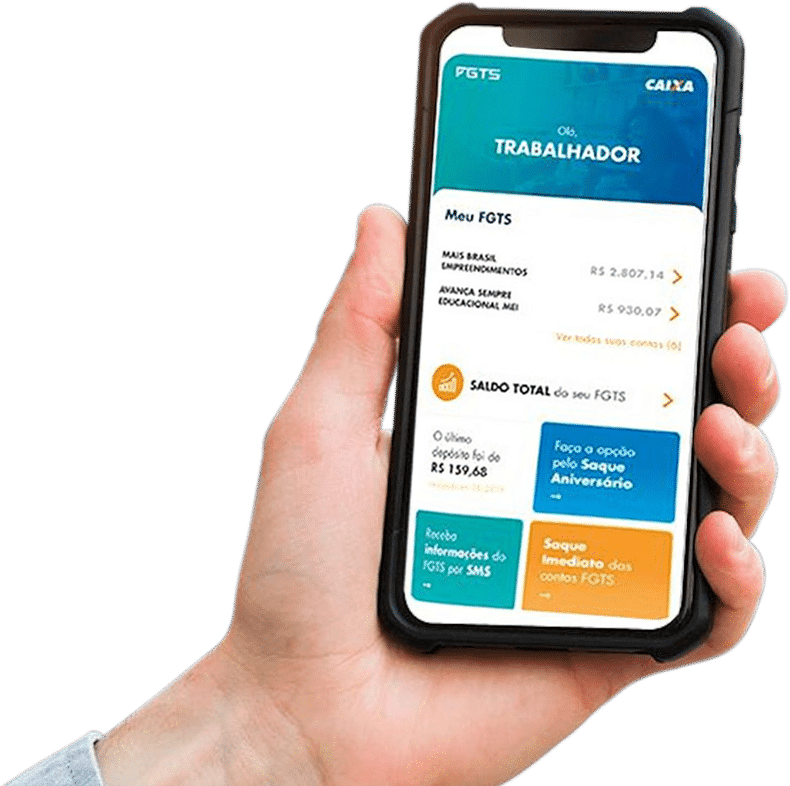 FGTS
CAIXA
Olá,
TRABALHADOR
Meu FGTS
MAIS BRASIL
EMPREENDIMENTOS
R$ 2.807,14
AVANÇA SEMPRE
EDUCACIONAL MEI
R$ 930,07
Ver todas suas contas (6)
SALDO TOTAL do seu FGTS
O último
depósito foi de
R$ 159,68
Faça a opção
pelo Saque
Aniversário
Receba
informações do
FGTS por SMS
Saque
Imediato das
contas FGTS